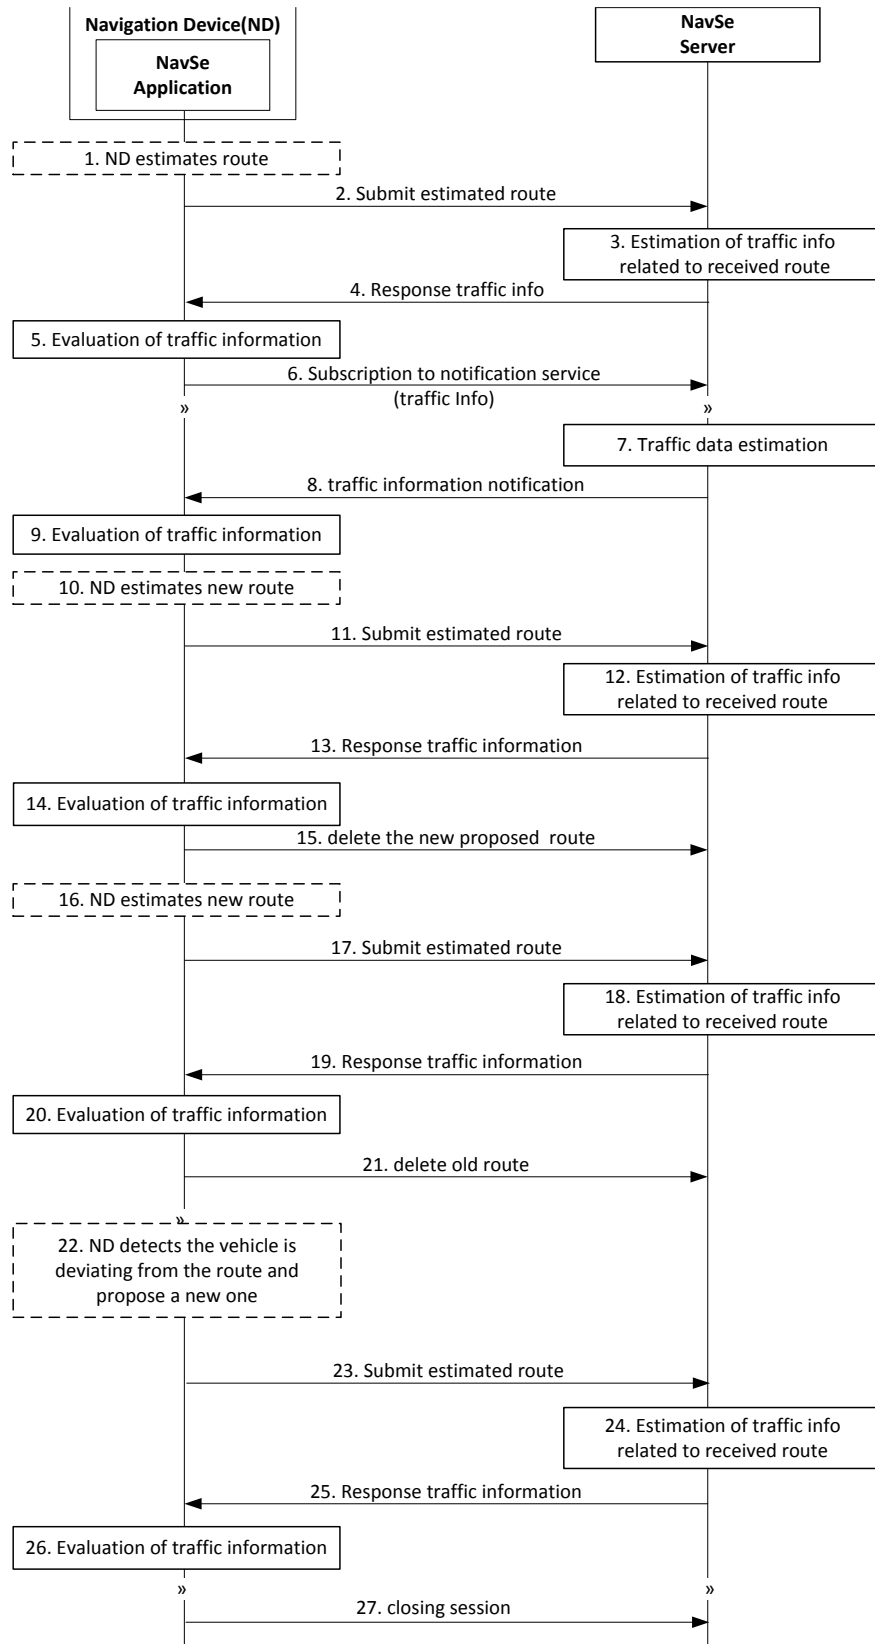 Navigation Device(ND)
NavSe
Application
NavSe
Server
1. ND estimates route
2. Submit estimated route
3. Estimation of traffic info
related to received route
4. Response traffic info
5. Evaluation of traffic information
6. Subscription to notification service
(traffic Info)
»
»
7. Traffic data estimation
8. traffic information notification
9. Evaluation of traffic information
10. ND estimates new route
11. Submit estimated route
12. Estimation of traffic info
related to received route
13. Response traffic information
14. Evaluation of traffic information
15. delete the new proposed  route
16. ND estimates new route
17. Submit estimated route
18. Estimation of traffic info
related to received route
19. Response traffic information
20. Evaluation of traffic information
21. delete old route
»
22. ND detects the vehicle is
deviating from the route and
propose a new one
23. Submit estimated route
24. Estimation of traffic info
related to received route
25. Response traffic information
26. Evaluation of traffic information
»
»
27. closing session